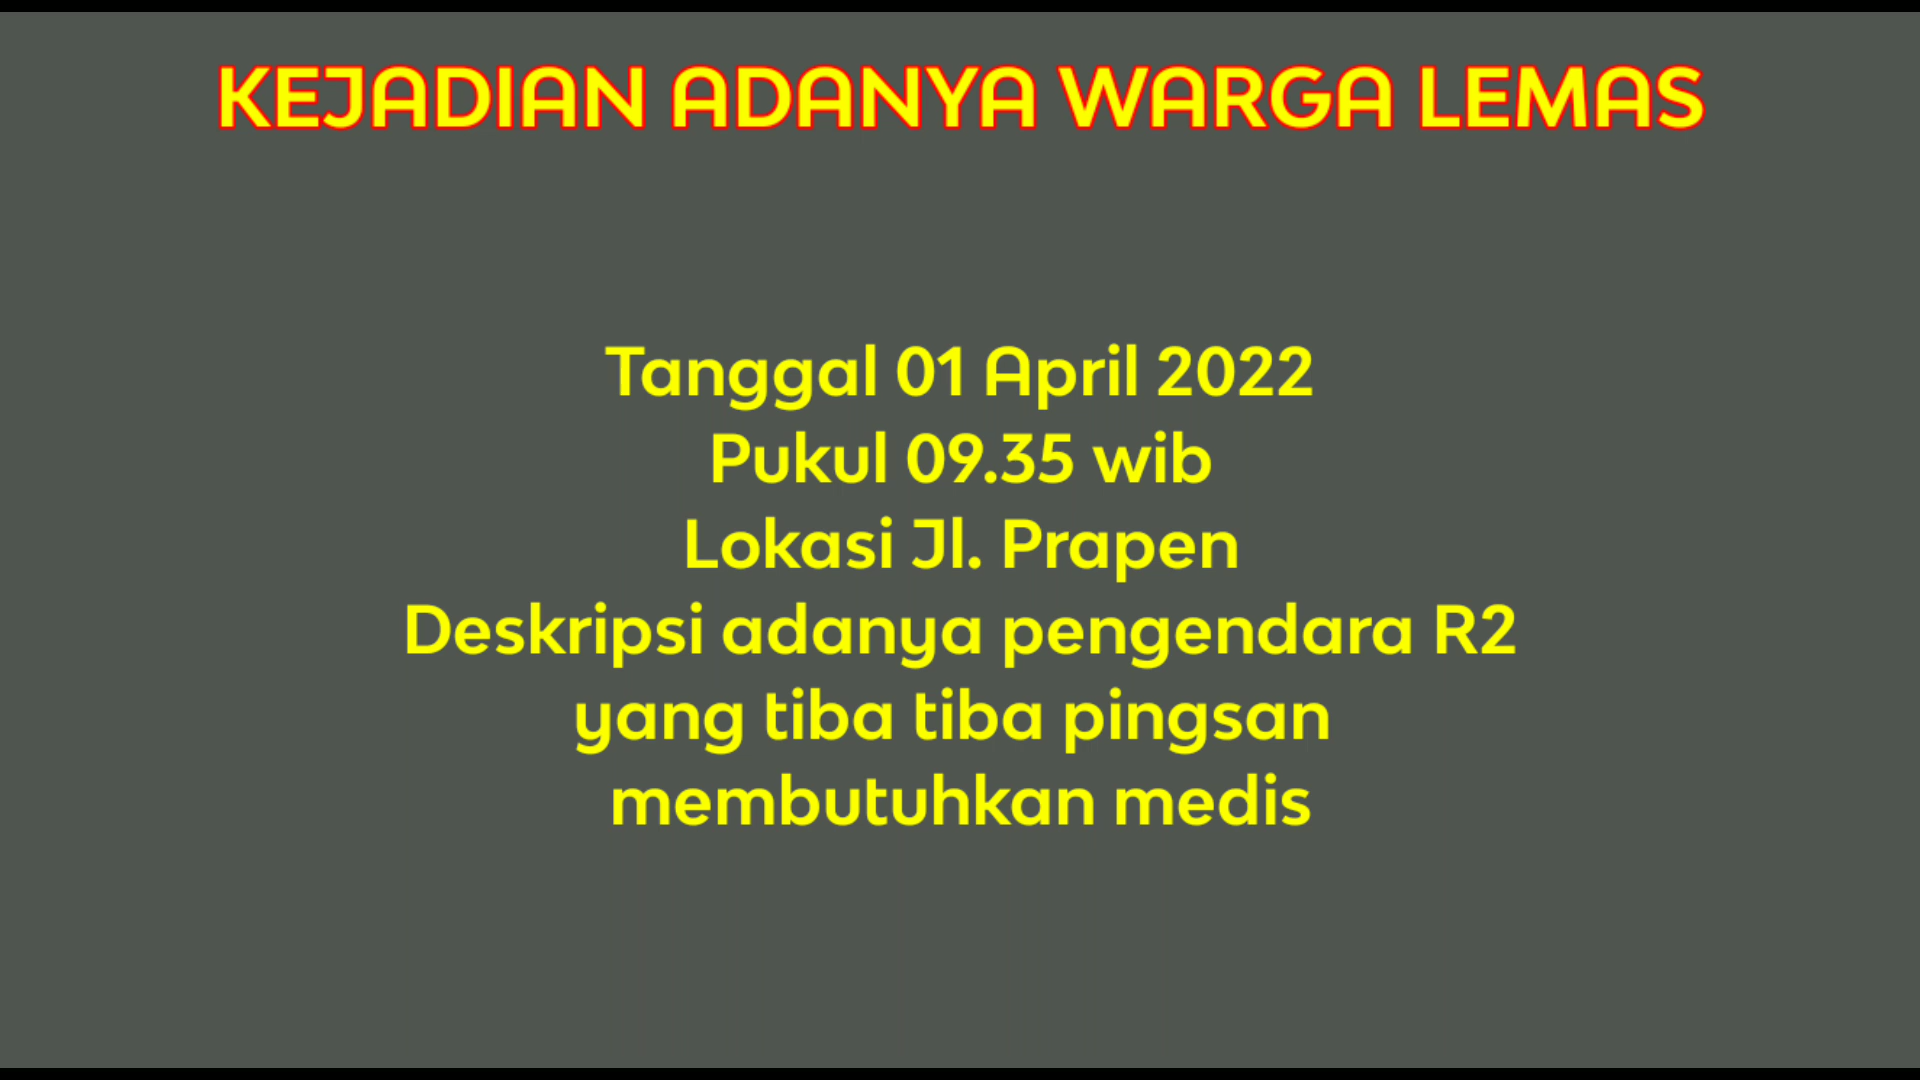 KEJADIAN ADANYA WARGA LEMAS
Tanggal 01 April 2022
Pukul 09.35 wib
Lokasi Jl. Prapen
Deskripsi adanya pengendara R2
yang tiba tiba pingsan
membutuhkan medis